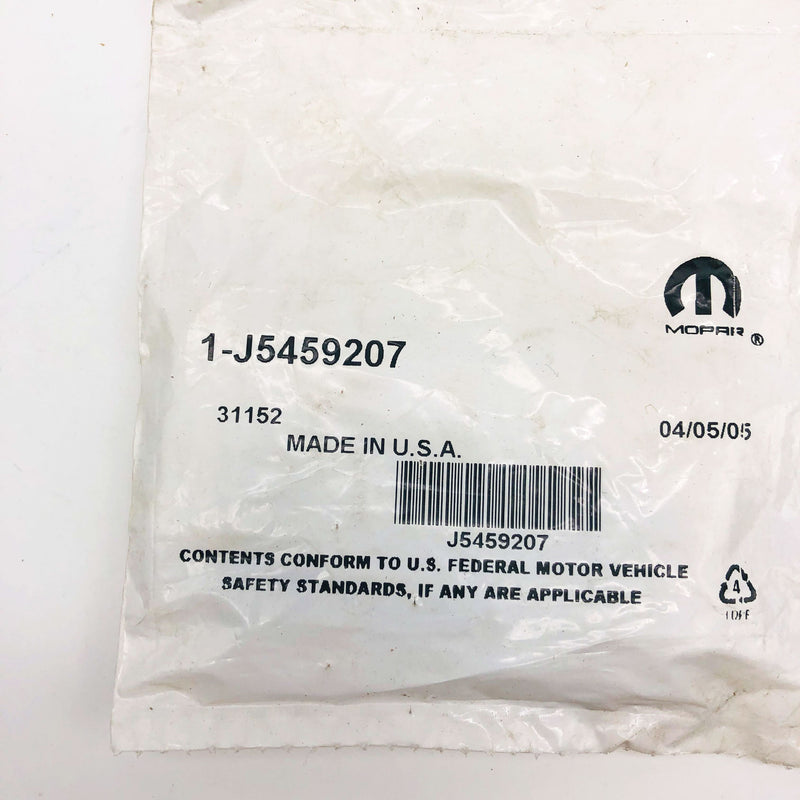 MOPAR ®
1-J5459207
31152
04/05/05
MADE IN U.S.A.
J5459207
CONTENTS CONFORM TO U.S. FEDERAL MOTOR VEHICLE
SAFETY STANDARDS, IF ANY ARE APPLICABLE
4